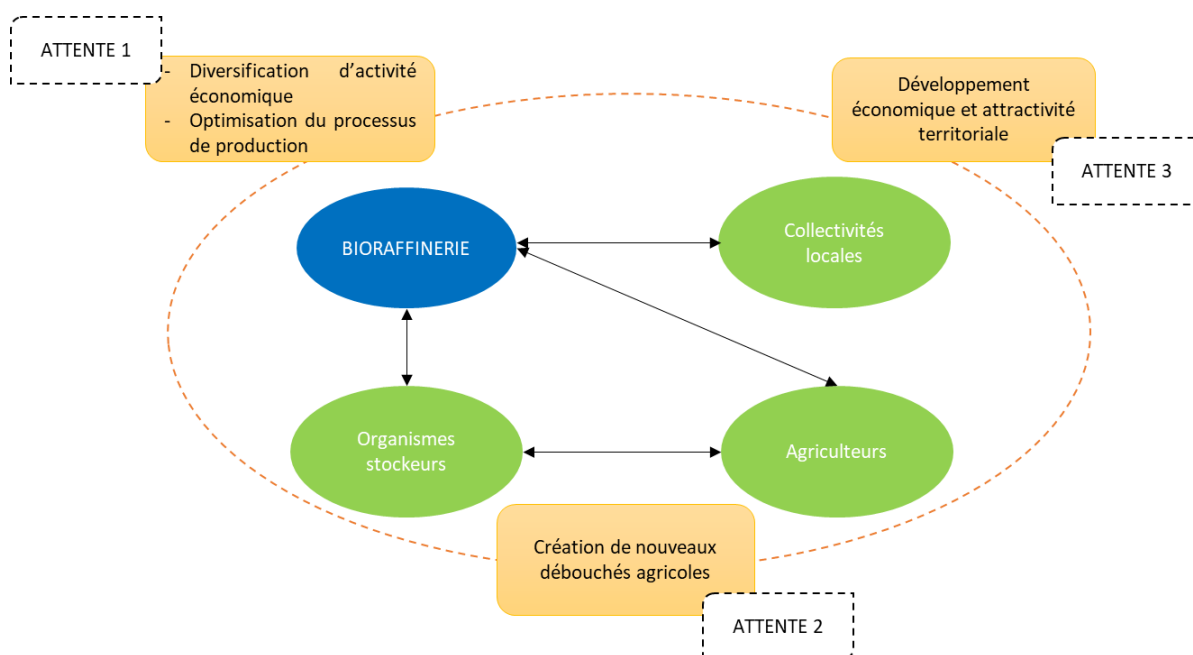 ATTENTE 1
- Diversification d'activité
économique
- Optimisation du processus
de production
Développement
économique et attractivité
territoriale
ATTENTE 3
BIORAFFINERIE
Collectivités
locales
Organismes
stockeurs
Agriculteurs
Création de nouveaux
débouchés agricoles
ATTENTE 2